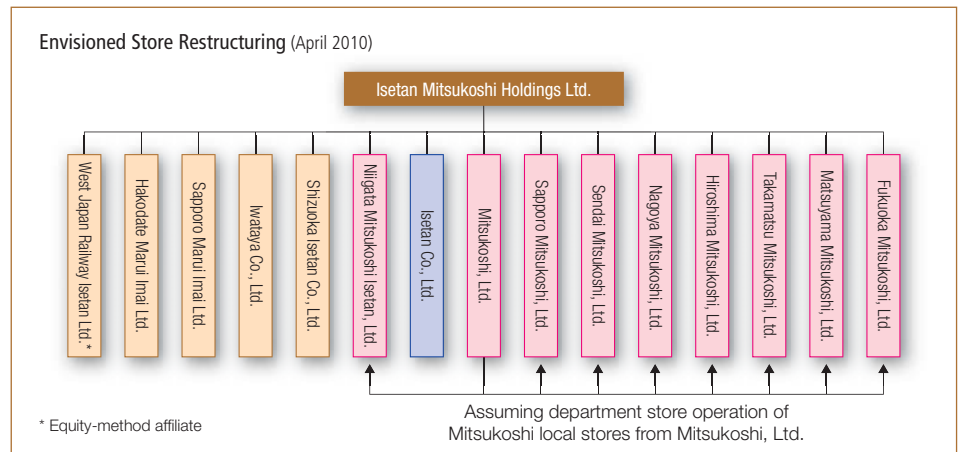 Envisioned Store Restructuring (April 2010)
Isetan Mitsukoshi Holdings Ltd.
West Japan Railway Isetan Ltd. *
Hakodate Marui Imai Ltd.
Sapporo Marui Imai Ltd.
Iwataya Co., Ltd.
Shizuoka Isetan Co., Ltd.
Niigata Mitsukoshi Isetan, Ltd.
Isetan Co., Ltd.
Mitsukoshi, Ltd.
Sapporo Mitsukoshi, Ltd.
Sendai Mitsukoshi, Ltd.
Nagoya Mitsukoshi, Ltd.
Hiroshima Mitsukoshi, Ltd.
Takamatsu Mitsukoshi, Ltd.
Matsuyama Mitsukoshi, Ltd.
Fukuoka Mitsukoshi, Ltd.
* Equity-method affiliate
Assuming department store operation of
Mitsukoshi local stores from Mitsukoshi, Ltd.